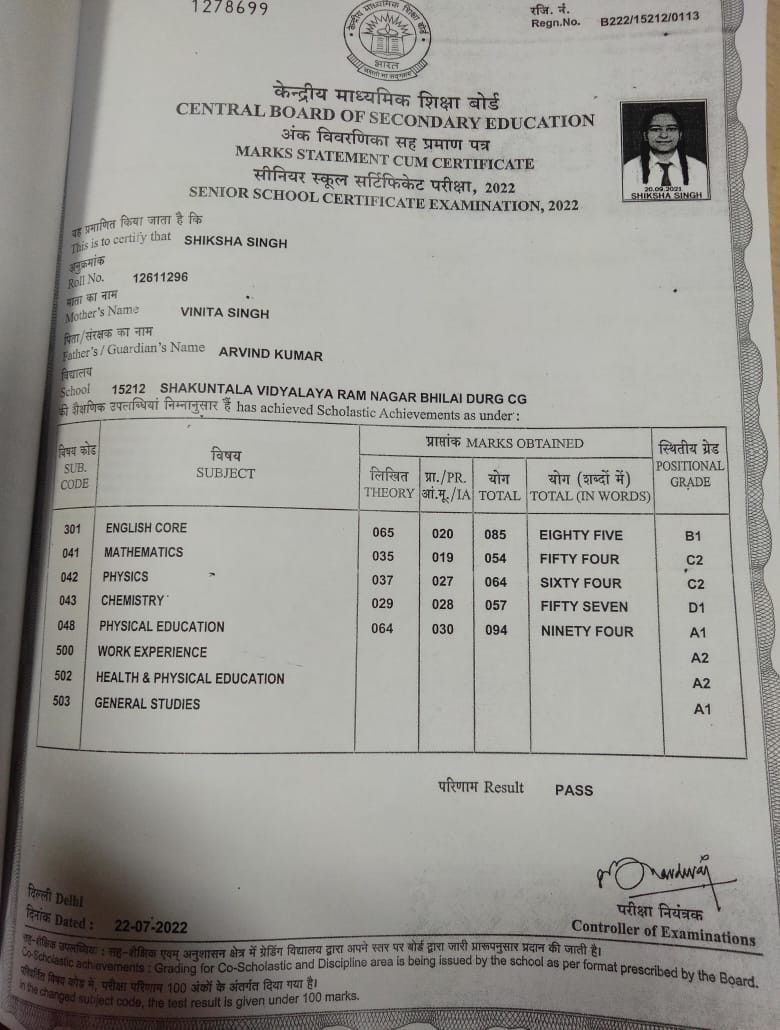 1278699
रजि. नं.
Regn.No. B222/15212/0113
केन्द्रीय माध्यमिक शिक्षा बोर्ड
भारत
केन्द्रीय माध्यमिक शिक्षा बोर्ड
CENTRAL BOARD OF SECONDARY EDUCATION
अंक विवरणिका सह प्रमाण पत्र
MARKS STATEMENT CUM CERTIFICATE
सीनियर स्कूल सर्टिफिकेट परीक्षा, 2022
SENIOR SCHOOL CERTIFICATE EXAMINATION, 2022
20.09.2021
SHIKSHA SINGH
यह प्रमाणित किया जाता है कि
This is to certify that SHIKSHA SINGH
अनुक्रमांक
Roll No. 12611296
माता का नाम
Mother's Name VINITA SINGH
पिता/संरक्षक का नाम
Father's / Guardian's Name ARVIND KUMAR
विद्यालय
School 15212 SHAKUNTALA VIDYALAYA RAM NAGAR BHILAI DURG CG
की शैक्षणिक उपलब्धियां निम्नानुसार हैं has achieved Scholastic Achievements as under :
विषय कोड SUB. CODE विषय SUBJECT प्राप्तांक MARKS OBTAINED स्थितीय ग्रेड POSITIONAL GRADE
लिखित THEORY प्रा./PR. आं.मू./IA योग TOTAL योग (शब्दों में) TOTAL (IN WORDS)
301 ENGLISH CORE 065 020 085 EIGHTY FIVE B1
041 MATHEMATICS 035 019 054 FIFTY FOUR C2
042 PHYSICS 037 027 064 SIXTY FOUR C2
043 CHEMISTRY 029 028 057 FIFTY SEVEN D1
048 PHYSICAL EDUCATION 064 030 094 NINETY FOUR A1
500 WORK EXPERIENCE A2
502 HEALTH & PHYSICAL EDUCATION A2
503 GENERAL STUDIES A1
परिणाम Result PASS
दिल्ली Delhi
दिनांक Dated : 22-07-2022
परीक्षा नियंत्रक
Controller of Examinations
सह-शैक्षिक उपलब्धियां : सह-शैक्षिक एवम् अनुशासन क्षेत्र में ग्रेडिंग विद्यालय द्वारा अपने स्तर पर बोर्ड द्वारा जारी प्रारूपनुसार प्रदान की जाती है।
Co-Scholastic achievements : Grading for Co-Scholastic and Discipline area is being issued by the school as per format prescribed by the Board.
परिवर्तित विषय कोड में, परीक्षा परिणाम 100 अंकों के अंतर्गत दिया गया है।
In the changed subject code, the test result is given under 100 marks.